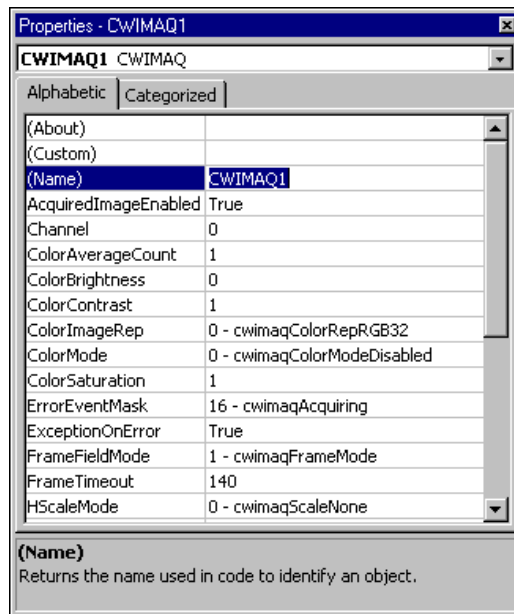 Properties - CWIMAQ1
CWIMAQ1 CWIMAQ
Alphabetic Categorized
(About)
(Custom)
(Name) CWIMAQ1
AcquiredImageEnabled True
Channel 0
ColorAverageCount 1
ColorBrightness 0
ColorContrast 1
ColorImageRep 0 - cwimaqColorRepRGB32
ColorMode 0 - cwimaqColorModeDisabled
ColorSaturation 1
ErrorEventMask 16 - cwimaqAcquiring
ExceptionOnError True
FrameFieldMode 1 - cwimaqFrameMode
FrameTimeout 140
HScaleMode 0 - cwimaqScaleNone
(Name)
Returns the name used in code to identify an object.